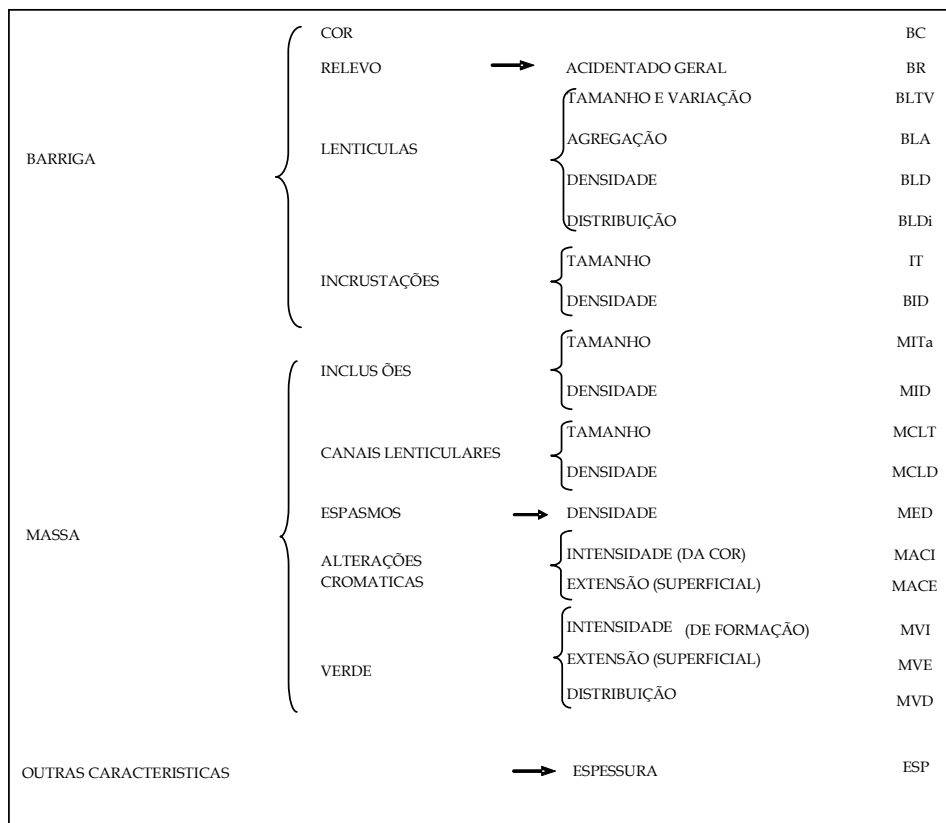 COR BC
RELEVO ACIDENTADO GERAL BR
TAMANHO E VARIAÇÃO BLTV
LENTICULAS
AGREGAÇÃO BLA
BARRIGA
DENSIDADE BLD
DISTRIBUIÇÃO BLDi
TAMANHO IT
INCRUSTAÇÕES
DENSIDADE BID
TAMANHO MITa
INCLUS ÕES
DENSIDADE MID
TAMANHO MCLT
CANAIS LENTICULARES
DENSIDADE MCLD
ESPASMOS DENSIDADE MED
MASSA
ALTERAÇÕES
CROMATICAS
INTENSIDADE (DA COR) MACI
EXTENSÃO (SUPERFICIAL) MACE
INTENSIDADE (DE FORMAÇÃO) MVI
VERDE
EXTENSÃO (SUPERFICIAL) MVE
DISTRIBUIÇÃO MVD
OUTRAS CARACTERISTICAS ESPESSURA ESP